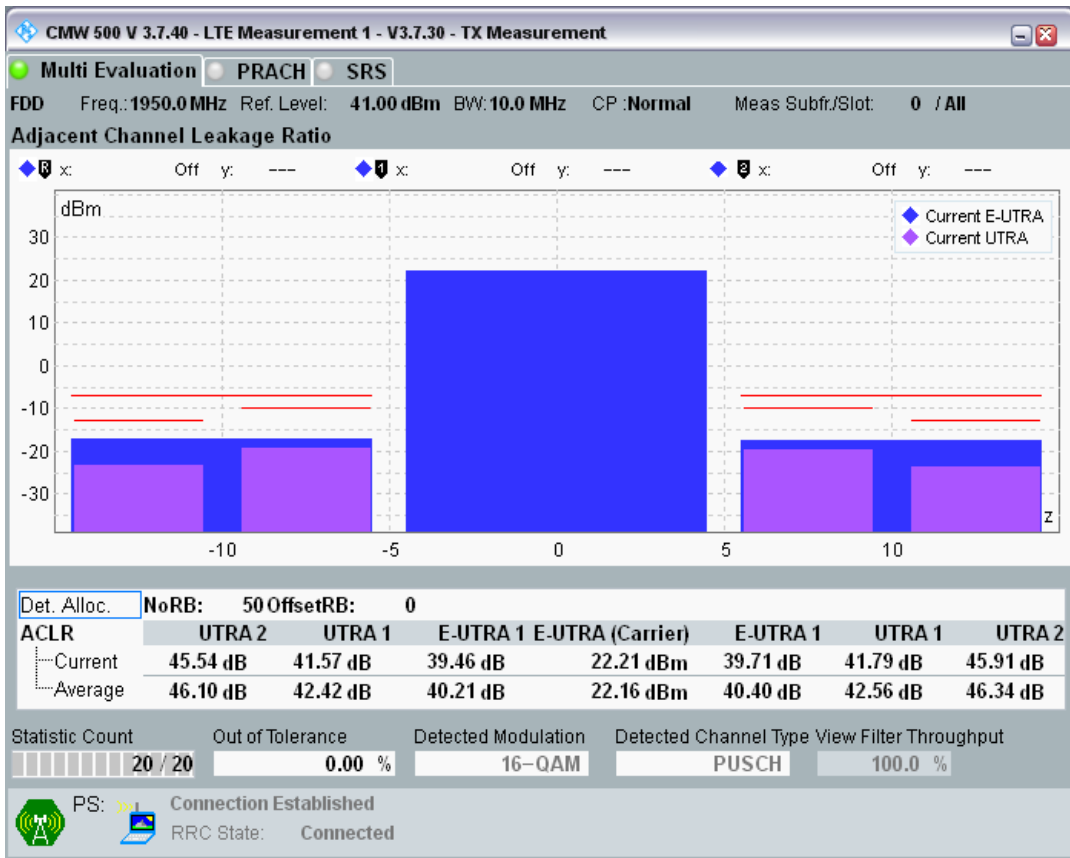 CMW 500 V 3.7.40 - LTE Measurement 1 - V3.7.30 - TX Measurement
Multi Evaluation PRACH SRS
FDD Freg.:1950.0 MHz Ref. Level: 41.00 dBm BW:10.0 MHz CP :Normal Meas Subfr./Slot: 0 / All
Adjacent Channel Leakage Ratio
R x: Off y: --- 1 x: Off y: --- 2 x: Off y: ---
dBm
Current E-UTRA
Current UTRA
30
20
10
0
-10
-20
-30
z
-10 -5 0 5 10
Det. Alloc. NoRB: 50 OffsetRB: 0
ACLR UTRA 2 UTRA 1 E-UTRA 1 E-UTRA (Carrier) E-UTRA 1 UTRA 1 UTRA 2
Current 45.54 dB 41.57 dB 39.46 dB 22.21 dBm 39.71 dB 41.79 dB 45.91 dB
Average 46.10 dB 42.42 dB 40.21 dB 22.16 dBm 40.40 dB 42.56 dB 46.34 dB
Statistic Count Out of Tolerance Detected Modulation Detected Channel Type View Filter Throughput
20 / 20 0.00 % 16-QAM PUSCH 100.0 %
PS: Connection Established
RRC State: Connected